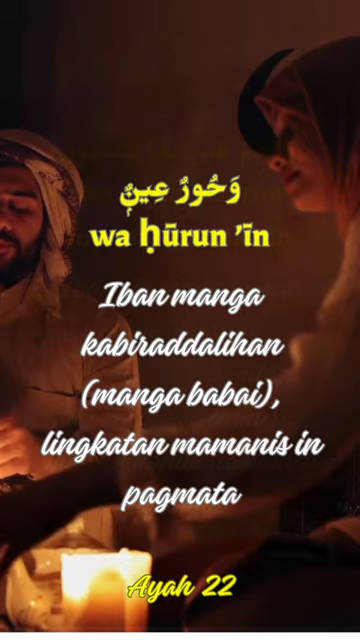 وَحُورٌ عِينٌۭ
wa ḥūrun ’īn
Iban manga
kabiraddalihan
(manga babai),
lingkatan mamanis in
pagmata
Ayah 22